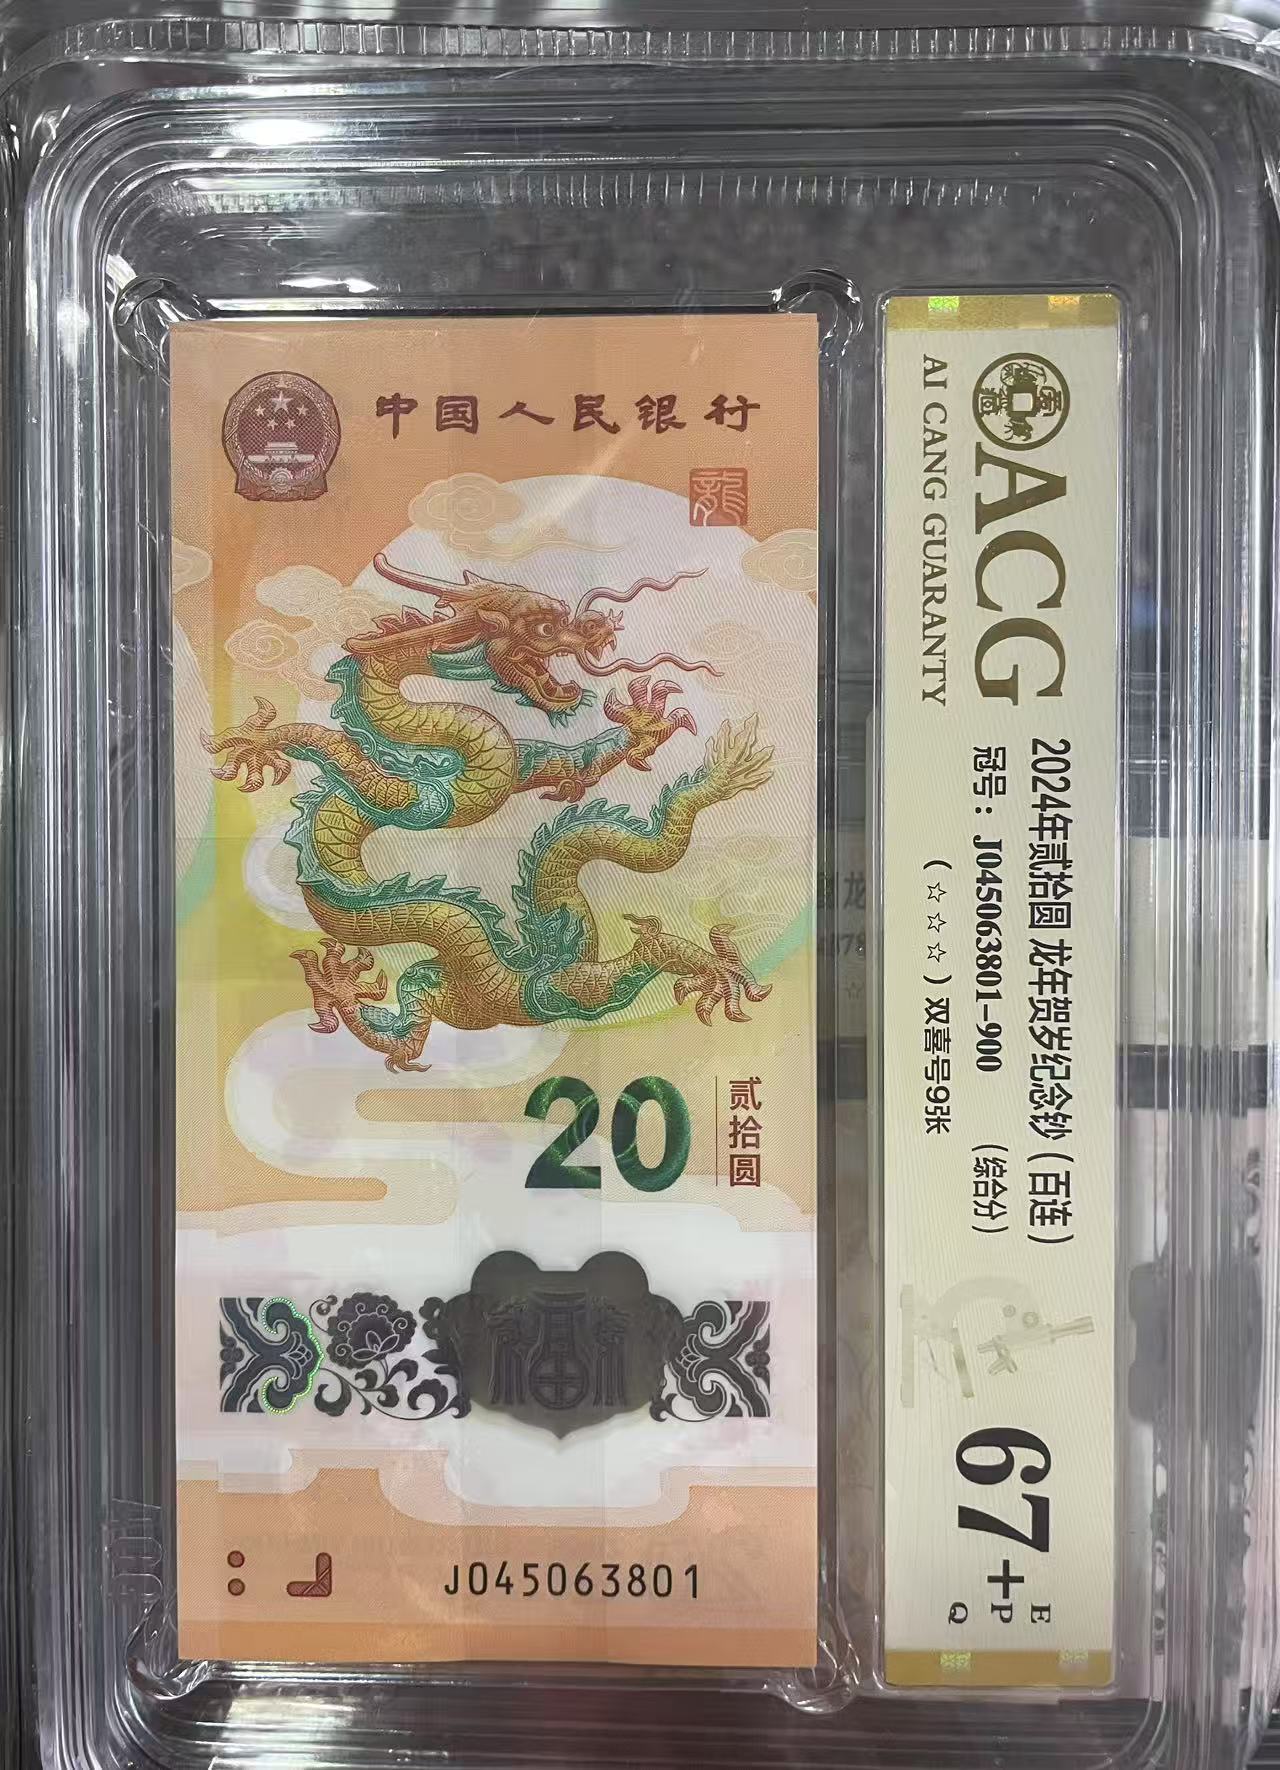 中国人民银行
龍
20
贰拾圆
J045063801
ACG
AI CANG GUARANTY
2024年贰拾圆 龙年贺岁纪念钞（百连）
冠号：J045063801-900 （综合分）
（☆☆☆）双喜号9张
67+
E
P
Q